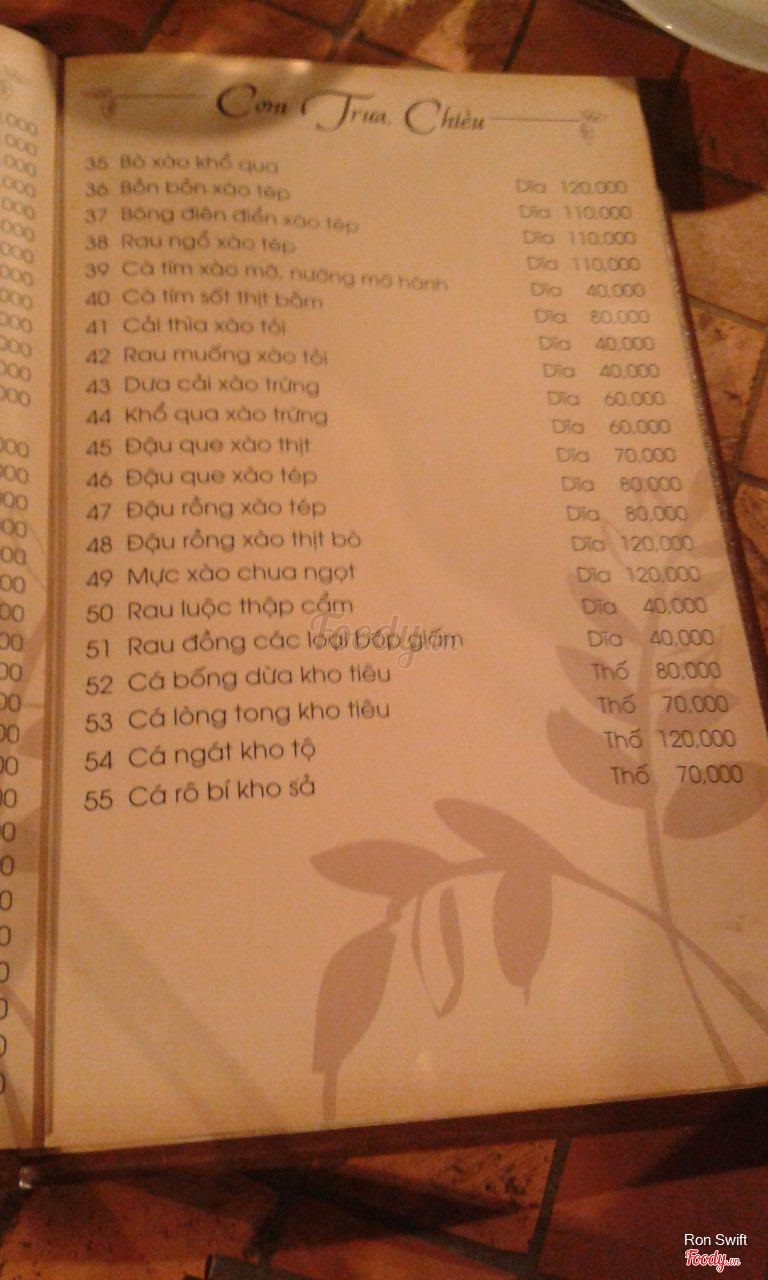 Cơm Trưa, Chiều
35 Bò xào khổ qua Dĩa 120,000
36 Bồn bồn xào tép Dĩa 110,000
37 Bông điên điển xào tép Dĩa 110,000
38 Rau ngổ xào tép Dĩa 110,000
39 Cà tím xào mỡ, nướng mỡ hành Dĩa 40,000
40 Cà tím sốt thịt bằm Dĩa 80,000
41 Cải thìa xào tỏi Dĩa 40,000
42 Rau muống xào tỏi Dĩa 40,000
43 Dưa cải xào trứng Dĩa 60,000
44 Khổ qua xào trứng Dĩa 60,000
45 Đậu que xào thịt Dĩa 70,000
46 Đậu que xào tép Dĩa 80,000
47 Đậu rồng xào tép Dĩa 80,000
48 Đậu rồng xào thịt bò Dĩa 120,000
49 Mực xào chua ngọt Dĩa 120,000
50 Rau luộc thập cẩm Dĩa 40,000
51 Rau đồng các loại bóp giấm Dĩa 40,000
52 Cá bống dừa kho tiêu Thố 80,000
53 Cá lòng tong kho tiêu Thố 70,000
54 Cá ngát kho tộ Thố 120,000
55 Cá rô bí kho sả Thố 70,000
Foody.vn
Ron Swift
Foody.vn